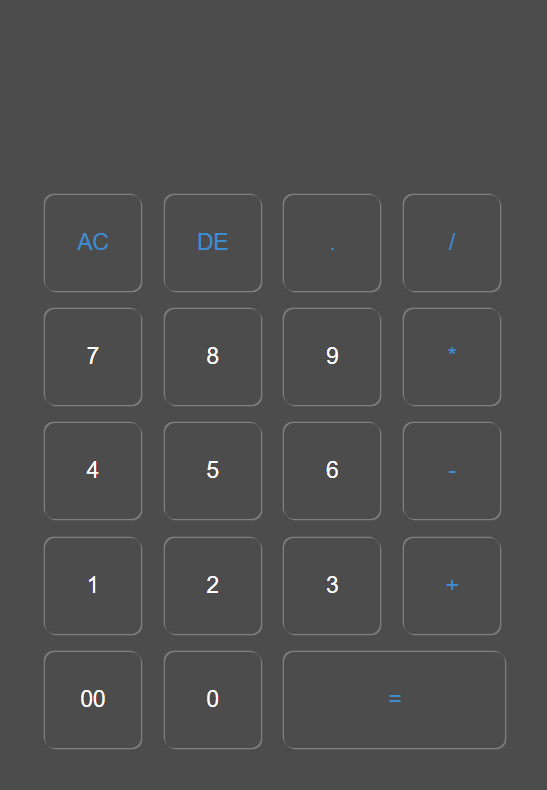 AC DE . /
7 8 9 *
4 5 6 -
1 2 3 +
00 0 =